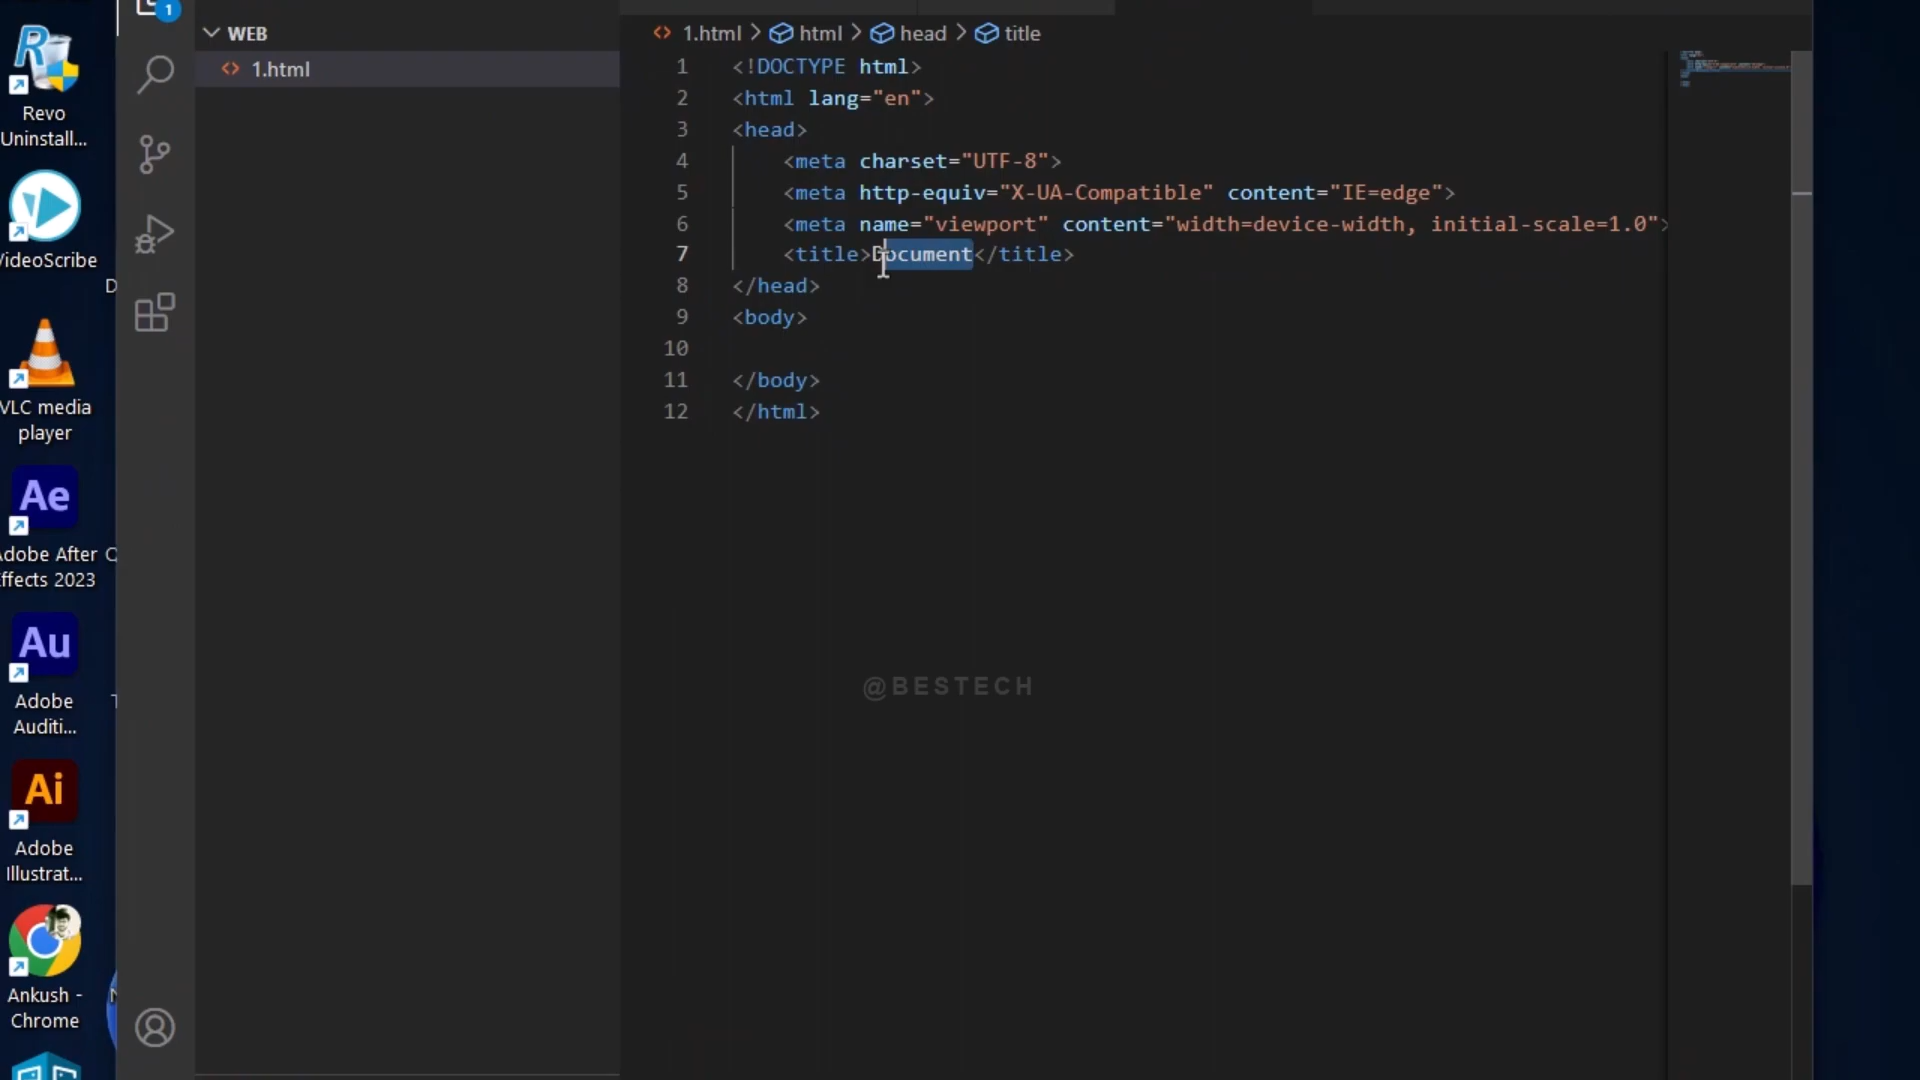 1
WEB
1.html
1.html > html > head > title
1 <!DOCTYPE html>
2 <html lang="en">
3 <head>
4 <meta charset="UTF-8">
5 <meta http-equiv="X-UA-Compatible" content="IE=edge">
6 <meta name="viewport" content="width=device-width, initial-scale=1.0">
7 <title>Document</title>
8 </head>
9 <body>
10
11 </body>
12 </html>
@BESTECH
Revo
Uninstall...
VideoScribe
VLC media
player
Ae
Adobe After
Effects 2023
Au
Adobe
Auditi...
Ai
Adobe
Illustrat...
Ankush -
Chrome